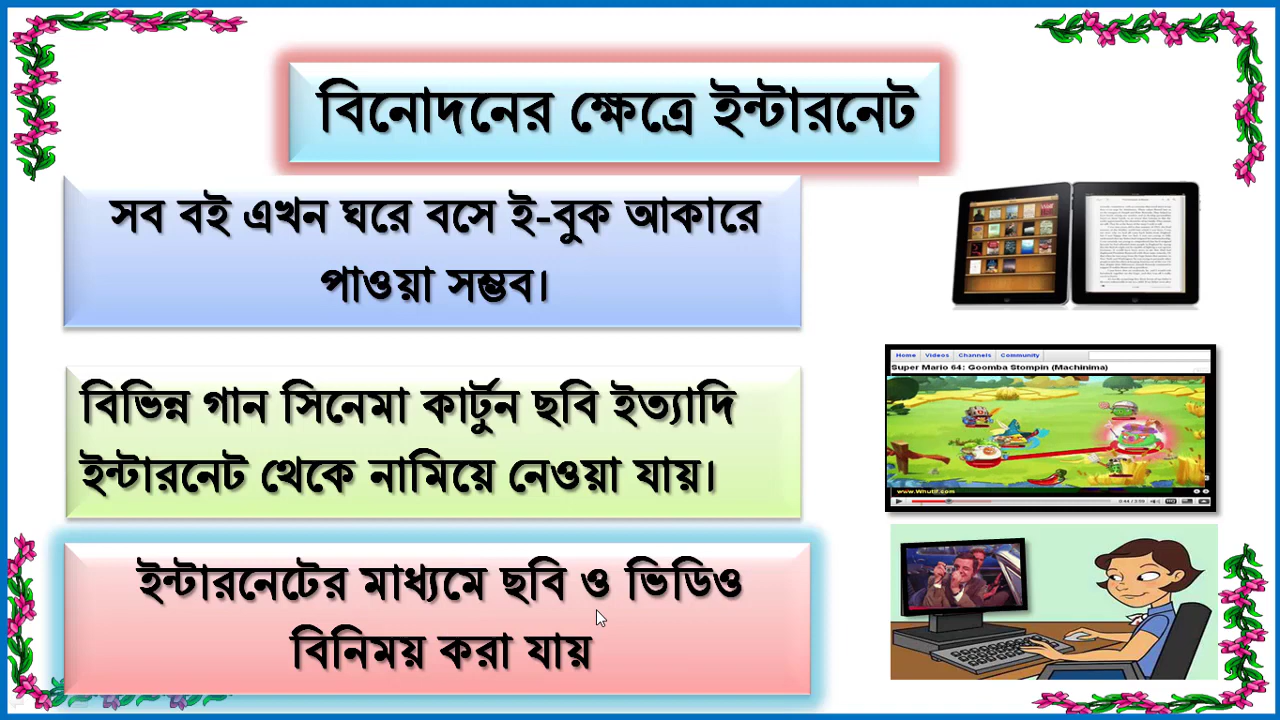 বিনোদনের ক্ষেত্রে ইন্টারনেট
সব বই এখন ঘরে বসে ই-বুক আকারে
পাওয়া সম্ভব।
বিভিন্ন গান সিনেমা কার্টুন ছবি ইত্যাদি
ইন্টারনেট থেকে নামিয়ে নেওয়া যায়।
ইন্টারনেটের মাধ্যমে ছবি ও ভিডিও
বিনিময় করা যায়
Home Videos Channels Community
Super Mario 64: Goomba Stompin (Machinima)